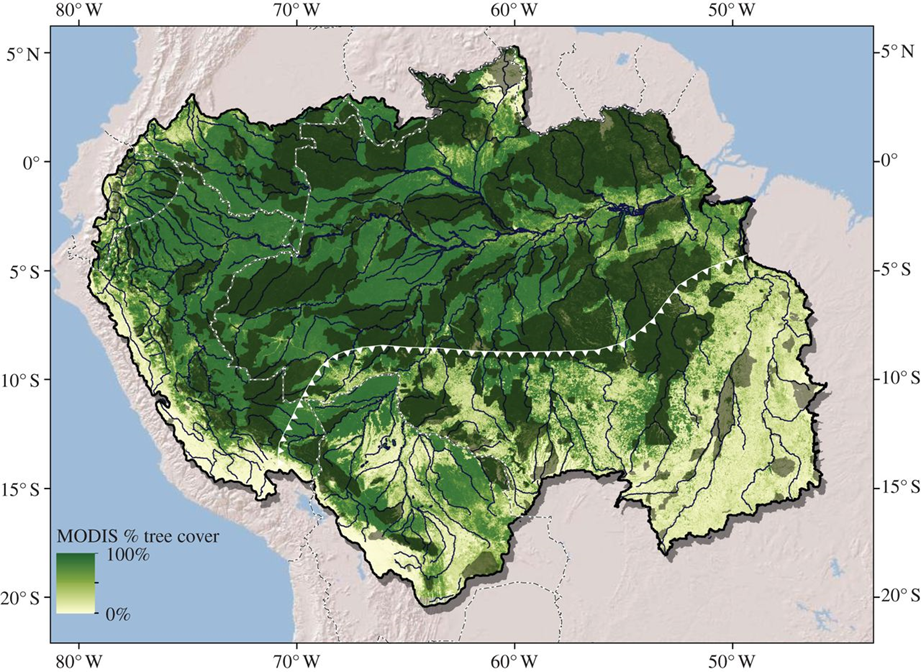 80°W 70°W 60°W 50°W
5°N 5°N
0° 0°
5°S 5°S
10°S 10°S
15°S 15°S
MODIS % tree cover
100%
0%
20°S 20°S
80°W 70°W 60°W 50°W